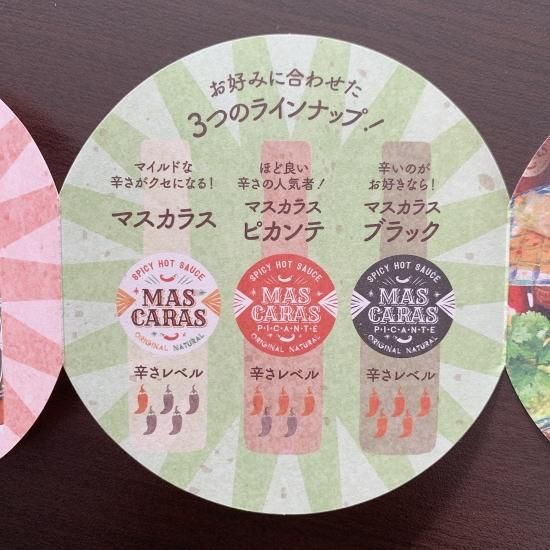 お好みに合わせた
3つのラインナップ!
マイルドな
辛さがクセになる!
マスカラス
SPICY HOT SAUCE
MAS
CARAS
ORIGINAL NATURAL
辛さレベル
ほど良い
辛さの人気者!
マスカラス
ピカンテ
SPICY HOT SAUCE
MAS
CARAS
P・I・C・A・N・T・E
ORIGINAL NATURAL
辛さレベル
辛いのが
お好きなら!
マスカラス
ブラック
SPICY HOT SAUCE
MAS
CARAS
P・I・C・A・N・T・E
ORIGINAL NATURAL
辛さレベル